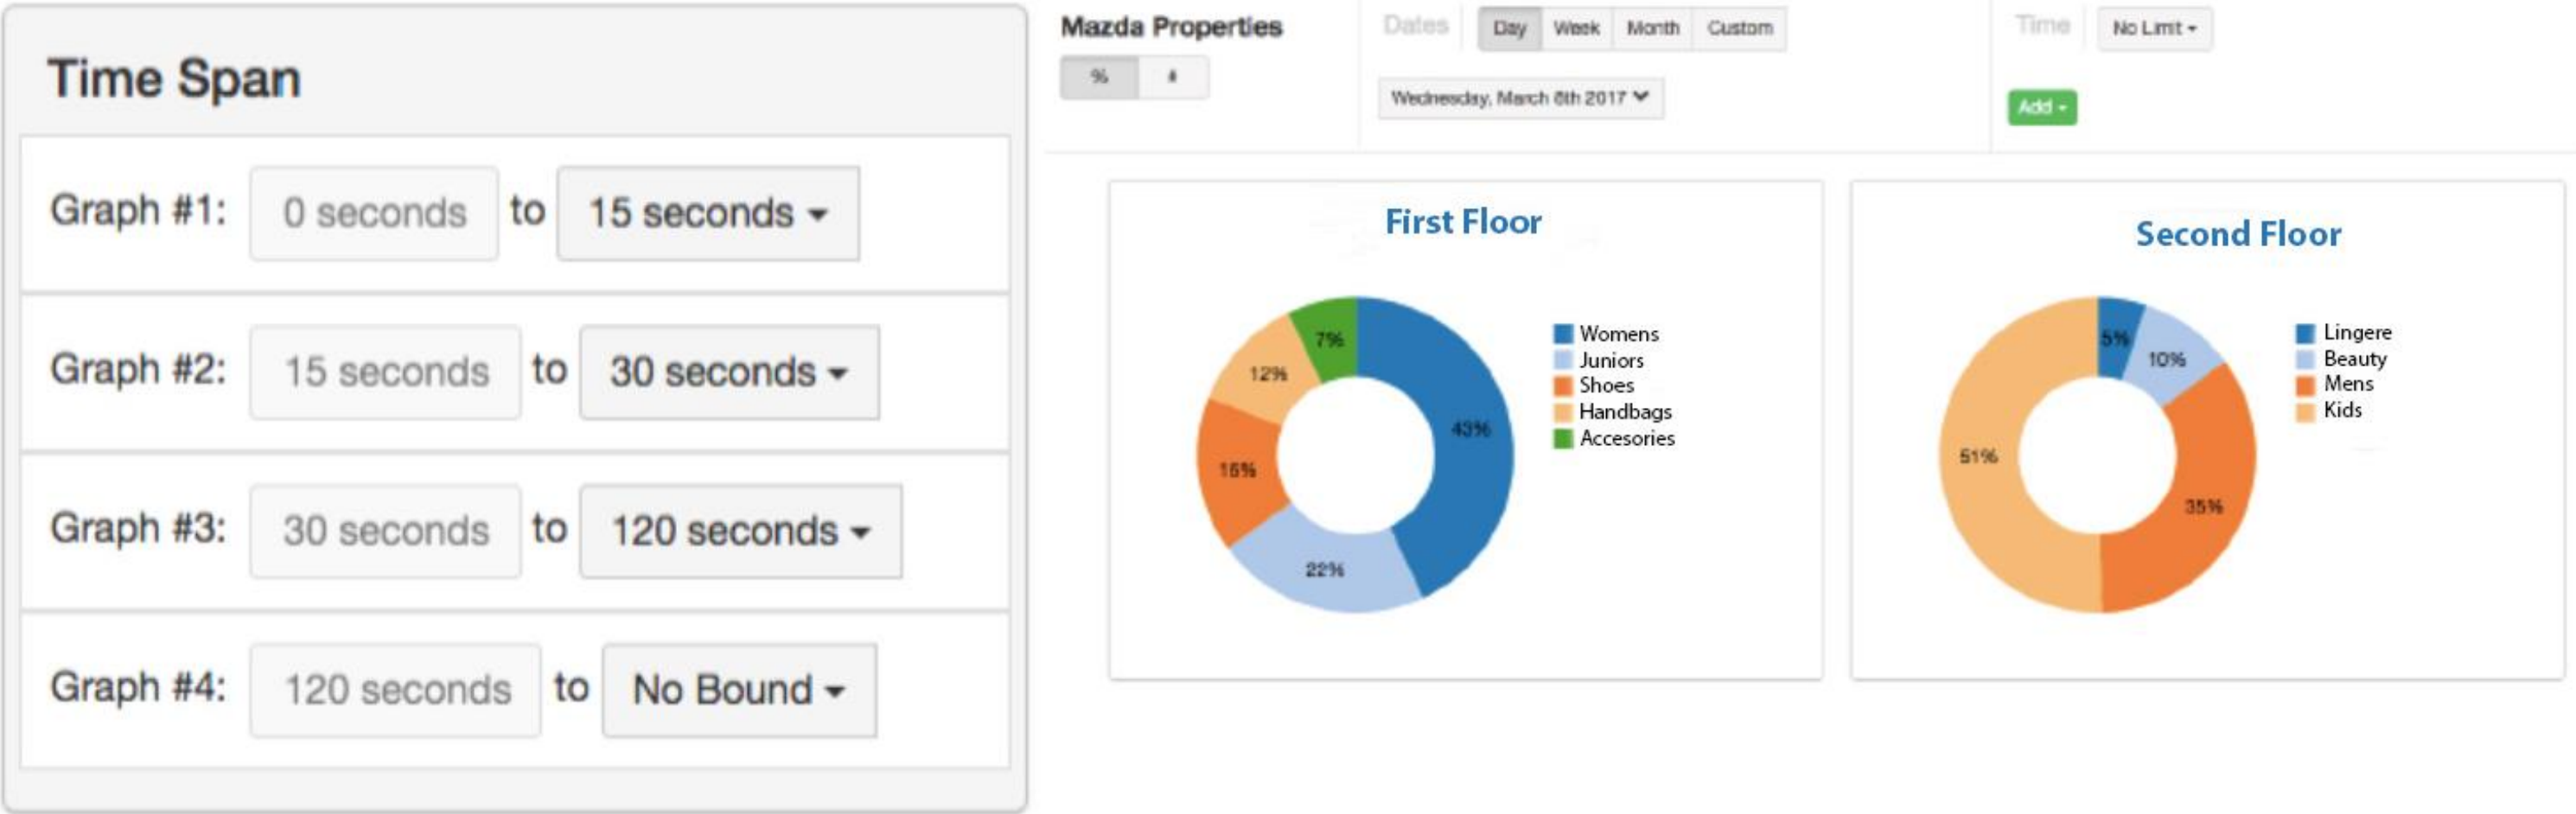 Time Span
Graph #1: 0 seconds to 15 seconds
Graph #2: 15 seconds to 30 seconds
Graph #3: 30 seconds to 120 seconds
Graph #4: 120 seconds to No Bound
Mazda Properties
% #
Dates Day Week Month Custom
Wednesday, March 8th 2017
Time No Limit
Add
First Floor
7%
12%
43%
16%
22%
Womens
Juniors
Shoes
Handbags
Accesories
Second Floor
5%
10%
51%
35%
Lingere
Beauty
Mens
Kids